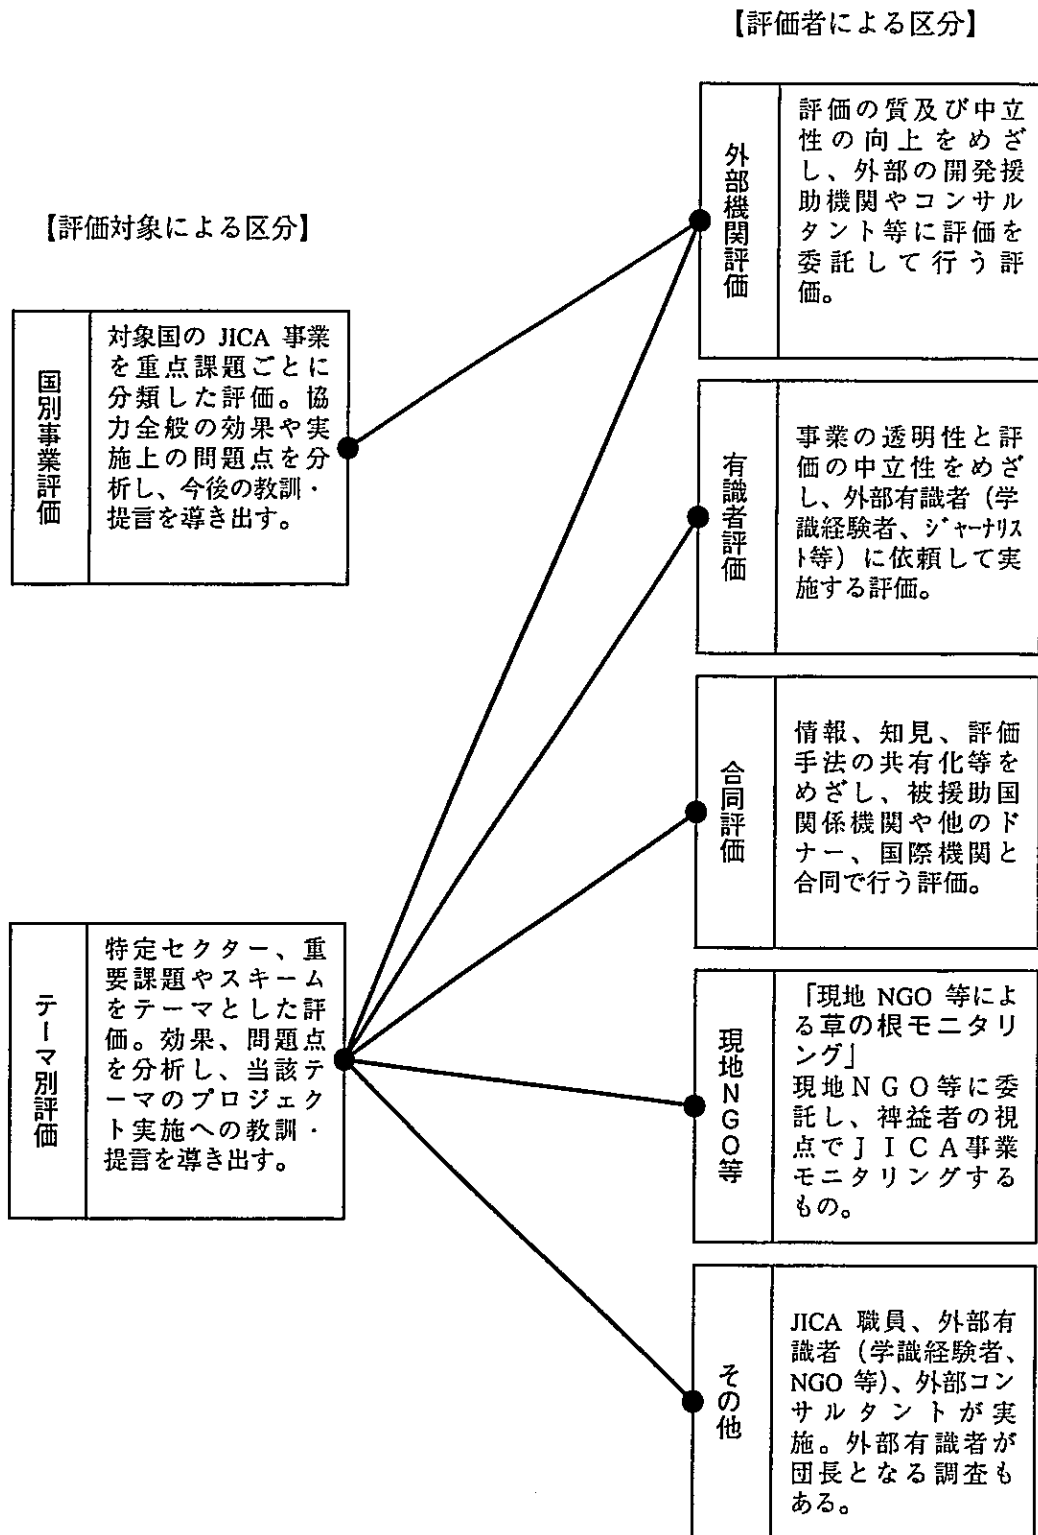 【評価者による区分】
外部機関評価
評価の質及び中立
性の向上をめざ
し、外部の開発援
助機関やコンサル
タント等に評価を
委託して行う評
価。
【評価対象による区分】
国別事業評価
対象国の JICA 事業
を重点課題ごとに
分類した評価。協
力全般の効果や実
施上の問題点を分
析し、今後の教訓・
提言を導き出す。
有識者評価
事業の透明性と評
価の中立性をめざ
し、外部有識者（学
識経験者、ジャーナリス
ト等）に依頼して実
施する評価。
合同評価
情報、知見、評価
手法の共有化等を
めざし、被援助国
関係機関や他のド
ナー、国際機関と
合同で行う評価。
テーマ別評価
特定セクター、重
要課題やスキーム
をテーマとした評
価。効果、問題点
を分析し、当該テ
ーマのプロジェク
ト実施への教訓・
提言を導き出す。
現地NGO等
「現地 NGO 等によ
る草の根モニタリ
ング」
現地NGO等に委
託し、裨益者の視
点でJICA事業
モニタリングする
もの。
その他
JICA 職員、外部有
識者（学識経験者、
NGO 等）、外部コン
サルタントが実
施。外部有識者が
団長となる調査も
ある。